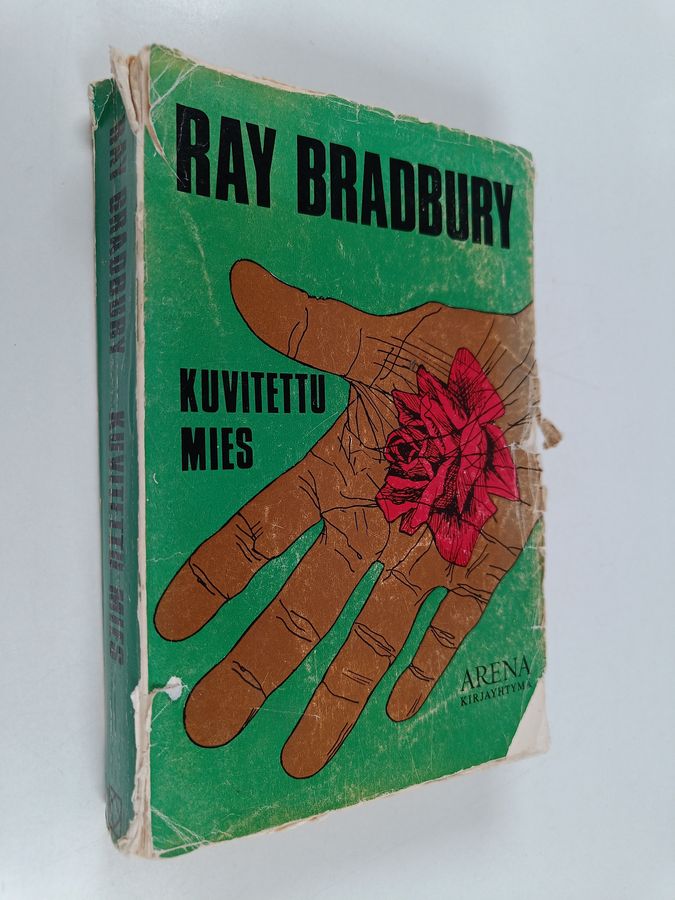 RAY BRADBURY
KUVITETTU
MIES
ARENA
KIRJAYHTYMÄ
RAY BRADBURY KUVITETTU MIES